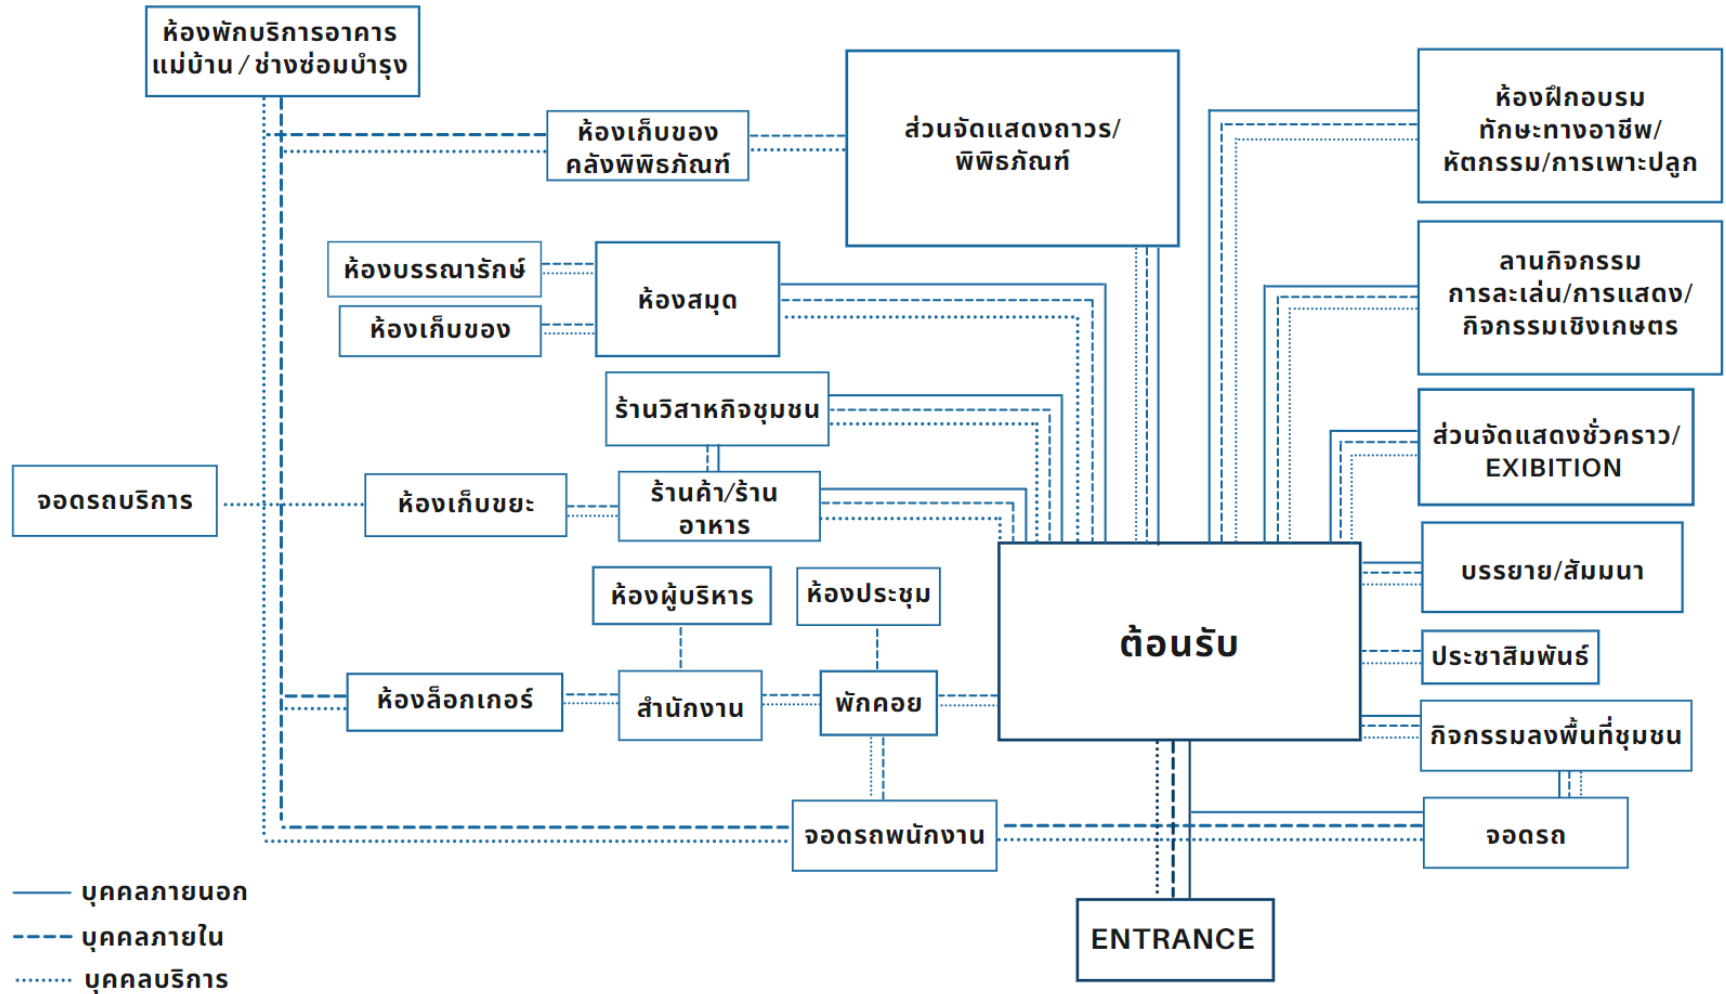 ห้องพักบริการอาคาร
แม่บ้าน / ช่างซ่อมบำรุง
ห้องเก็บของ
คลังพิพิธภัณฑ์
ส่วนจัดแสดงถาวร/
พิพิธภัณฑ์
ห้องฝึกอบรม
ทักษะทางอาชีพ/
หัตกรรม/การเพาะปลูก
ห้องบรรณารักษ์
ห้องเก็บของ
ห้องสมุด
ลานกิจกรรม
การละเล่น/การแสดง/
กิจกรรมเชิงเกษตร
ร้านวิสาหกิจชุมชน
ส่วนจัดแสดงชั่วคราว/
EXIBITION
จอดรถบริการ
ห้องเก็บขยะ
ร้านค้า/ร้าน
อาหาร
บรรยาย/สัมมนา
ห้องผู้บริหาร
ห้องประชุม
ต้อนรับ
ประชาสิมพันธ์
ห้องล็อกเกอร์
สำนักงาน
พักคอย
กิจกรรมลงพื้นที่ชุมชน
จอดรถพนักงาน
จอดรถ
ENTRANCE
บุคคลภายนอก
บุคคลภายใน
บุคคลบริการ